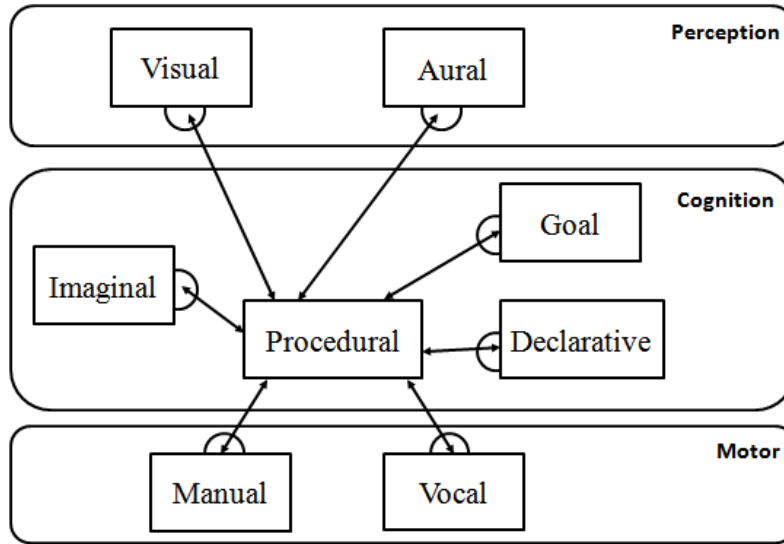 Perception
Visual
Aural
Cognition
Goal
Imaginal
Procedural
Declarative
Motor
Manual
Vocal